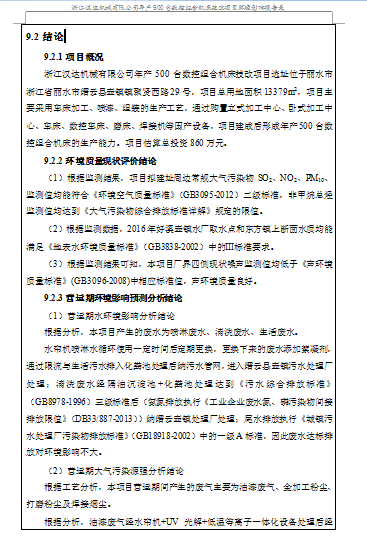 浙江汉达机械有限公司年产500台数控组合机床技改项目环境影响报告表
9.2 结论
9.2.1 项目概况
浙江汉达机械有限公司年产 500 台数控组合机床技改项目选址位于丽水市
浙江省丽水市缙云县壶镇镇聚贤西路29号，项目总用地面积13379m²，项目主
要采用车床加工、喷漆、组装的生产工艺，通过购置立式加工中心、卧式加工中
心、车床、数控车床、磨床、焊接机等国产设备，项目建成后形成年产500台数
控组合机床的生产能力。项目估算总投资860万元。
9.2.2 环境质量现状评价结论
（1）根据监测结果，项目拟建址周边常规大气污染物 SO₂、NO₂、PM₁₀、
监测值均能符合《环境空气质量标准》（GB3095-2012）二级标准，非甲烷总烃
监测值均达到《大气污染物综合排放标准详解》规定的限值。
（2）根据监测数据，2016年好溪壶镇水厂取水点和东方镇上断面水质均能
满足《地表水环境质量标准》（GB3838-2002）中的Ⅲ标准要求。
（3）根据监测结果可知，本项目厂界四侧现状噪声监测值均低于《声环境
质量标准》(GB3096-2008)中相应标准值，声环境质量良好。
9.2.3 营运期环境影响预测分析结论
（1）营运期水环境影响分析结论
根据分析，本项目产生的废水为喷淋废水、清洗废水、生活废水。
水帘机喷淋水循环使用一定时间后定期更换，更换下来的废水添加絮凝剂，
通过限流与生活污水排入化粪池处理后纳污水管网，进入缙云县壶镇污水处理厂
处理；清洗废水经隔油沉淀池+化粪池处理达到《污水综合排放标准》
（GB8978-1996）三级标准后（氨氮排放执行《工业企业废水氮、磷污染物间接
排放限值》（DB33/887-2013)）纳缙云壶镇处理厂处理；尾水排放执行《城镇污
水处理厂污染物排放标准》（GB18918-2002）中的一级A标准，因此废水达标排
放对环境影响不大。
（2）营运期大气污染源强分析结论
根据工艺分析，本项目营运期间产生的废气主要为油漆废气、金加工粉尘、
打磨粉尘及焊接烟尘。
根据分析，油漆废气经水帘机+UV 光解+低温等离子一体化设备处理后经